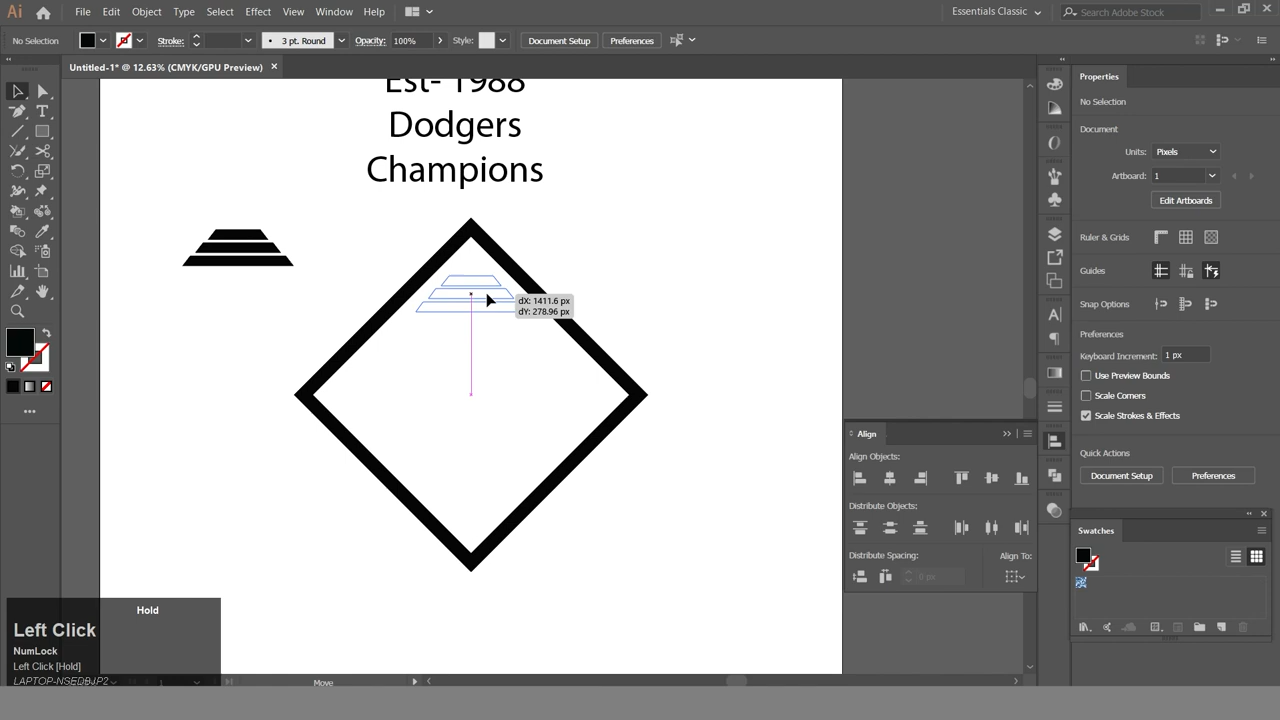 Ai File Edit Object Type Select Effect View Window Help Essentials Classic Search Adobe Stock
No Selection Stroke: 3 pt. Round Opacity: 100% Style: Document Setup Preferences
Untitled-1* @ 12.63% (CMYK/GPU Preview)
Est- 1988
Dodgers
Champions
dX: 1411.6 px
dY: 278.96 px
Properties
No Selection
Document
Units: Pixels
Artboard: 1
Edit Artboards
Ruler & Grids
Guides
Snap Options
Preferences
Keyboard Increment: 1 px
Use Preview Bounds
Scale Corners
Scale Strokes & Effects
Quick Actions
Document Setup Preferences
Align
Align Objects:
Distribute Objects:
Distribute Spacing: Align To:
0 px
Swatches
Hold
Left Click
NumLock
Left Click [Hold]
LAPTOP-NSEDBJP2
1 Move